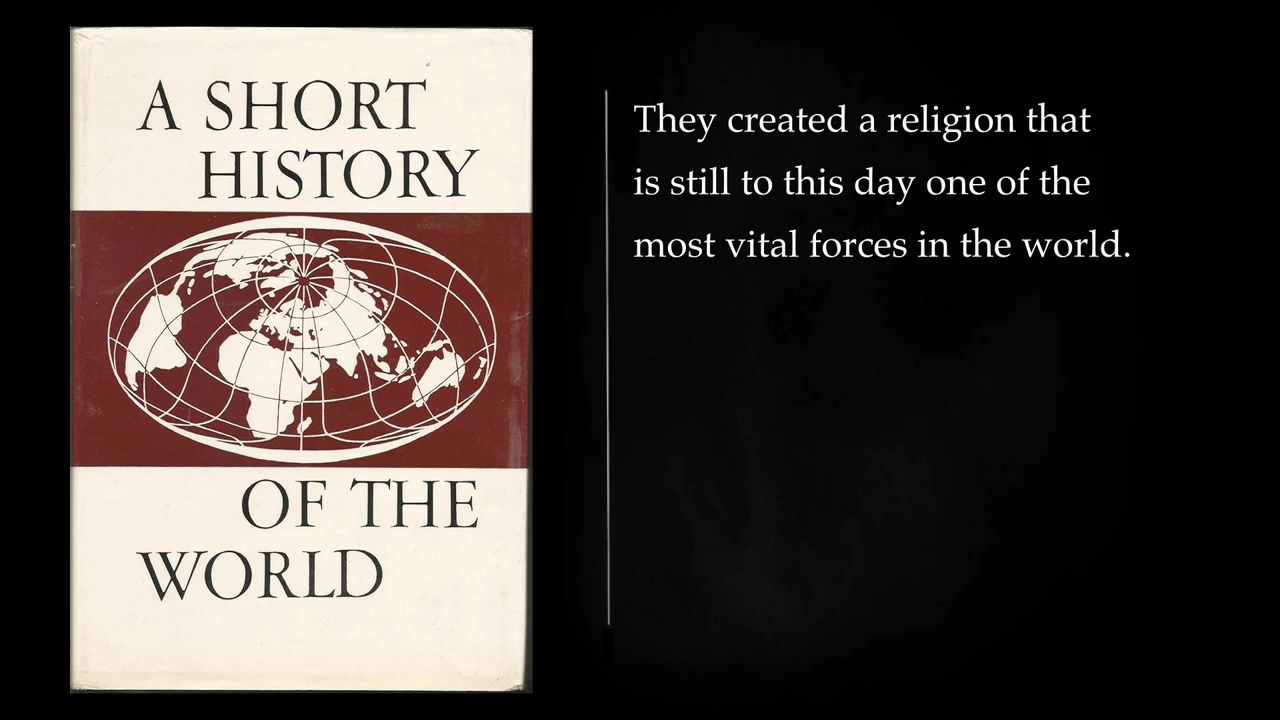 A SHORT
HISTORY
OF THE
WORLD
They created a religion that
is still to this day one of the
most vital forces in the world.